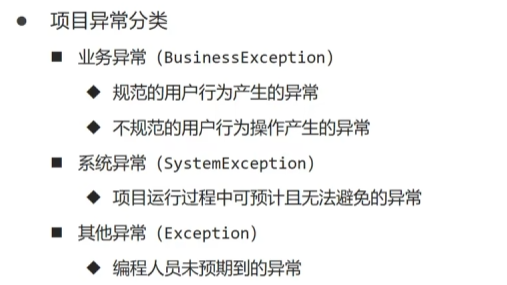 ● 项目异常分类
■ 业务异常（BusinessException）
◆ 规范的用户行为产生的异常
◆ 不规范的用户行为操作产生的异常
■ 系统异常（SystemException）
◆ 项目运行过程中可预计且无法避免的异常
■ 其他异常（Exception）
◆ 编程人员未预期到的异常